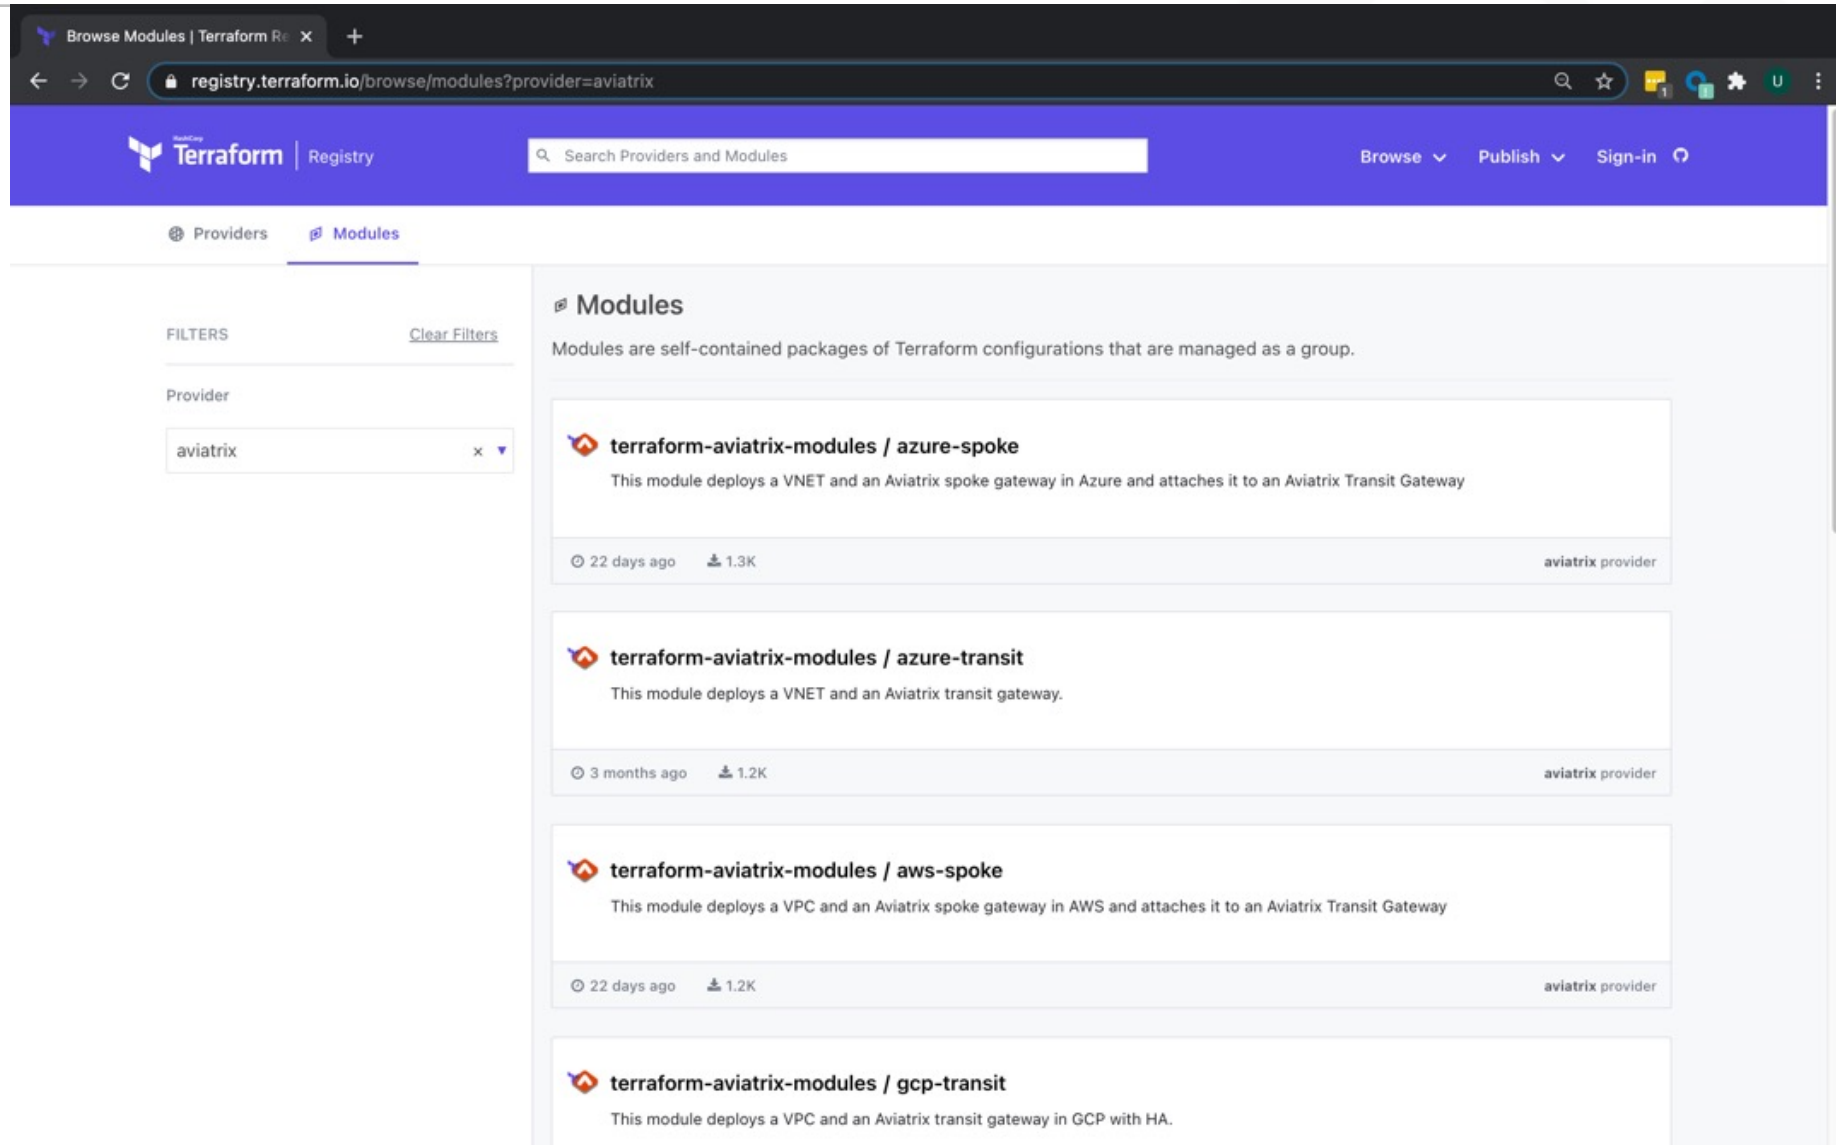 Browse Modules | Terraform Re
registry.terraform.io/browse/modules?provider=aviatrix
1
U
HashiCorp
Terraform | Registry
Search Providers and Modules
Browse
Publish
Sign-in
Providers
Modules
FILTERS
Clear Filters
Provider
aviatrix
Modules
Modules are self-contained packages of Terraform configurations that are managed as a group.
terraform-aviatrix-modules / azure-spoke
This module deploys a VNET and an Aviatrix spoke gateway in Azure and attaches it to an Aviatrix Transit Gateway
22 days ago 1.3K aviatrix provider
terraform-aviatrix-modules / azure-transit
This module deploys a VNET and an Aviatrix transit gateway.
3 months ago 1.2K aviatrix provider
terraform-aviatrix-modules / aws-spoke
This module deploys a VPC and an Aviatrix spoke gateway in AWS and attaches it to an Aviatrix Transit Gateway
22 days ago 1.2K aviatrix provider
terraform-aviatrix-modules / gcp-transit
This module deploys a VPC and an Aviatrix transit gateway in GCP with HA.